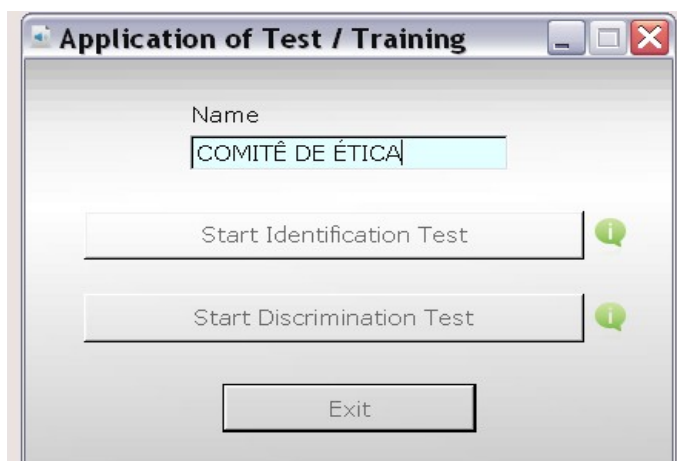 Application of Test / Training
Name
COMITÊ DE ÉTICA
Start Identification Test
Start Discrimination Test
Exit